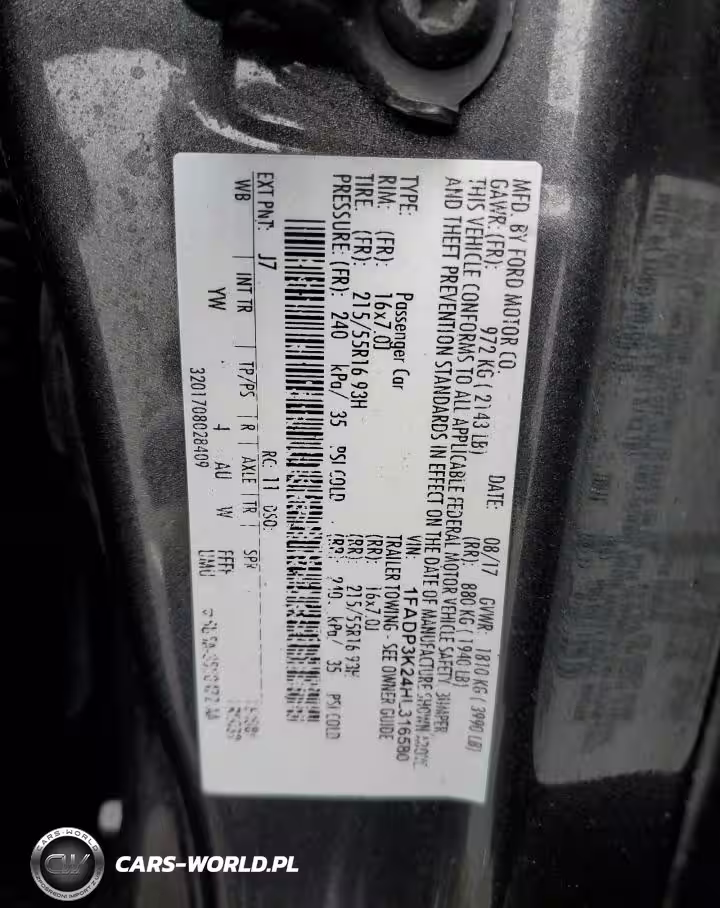 MFD. BY FORD MOTOR CO.
DATE: 08/17 GVWR: 1810 KG ( 3990 LB)
GAWR: (FR): 972 KG ( 2143 LB) (RR): 880 KG ( 1940 LB)
THIS VEHICLE CONFORMS TO ALL APPLICABLE FEDERAL MOTOR VEHICLE SAFETY
AND THEFT PREVENTION STANDARDS IN EFFECT ON THE DATE OF MANUFACTURE SHOWN
VIN: 1FADP3K24HL316580
TYPE: Passenger Car TRAILER TOWING - SEE OWNER GUIDE
RIM: (FR): 16x7.0J (RR): 16x7.0J
TIRE: (FR): 215/55R16 93H (RR): 215/55R16 93H
PRESSURE: (FR): 240 kPa/ 35 PSI COLD (RR): 240 kPa/ 35 PSI COLD
EXT PNT: J7 RC: 11 DSO:
WB INT TR TP/PS R AXLE TR SPR
YW 4 AU W
UMU
3201708028409
CARS-WORLD
CW
CARS-WORLD.PL